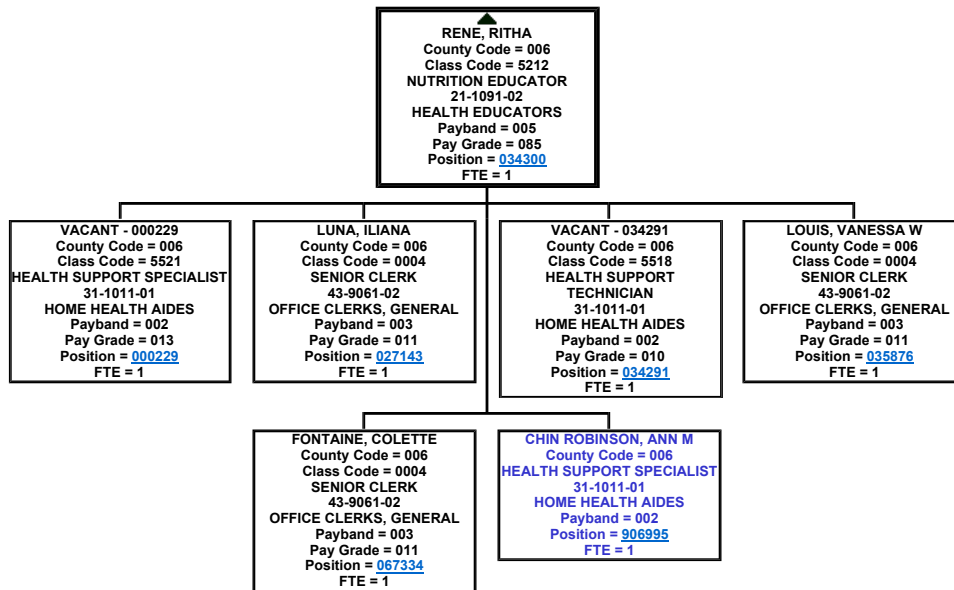 RENE, RITHA
County Code = 006
Class Code = 5212
NUTRITION EDUCATOR
21-1091-02
HEALTH EDUCATORS
Payband = 005
Pay Grade = 085
Position = 034300
FTE = 1
VACANT - 000229
County Code = 006
Class Code = 5521
HEALTH SUPPORT SPECIALIST
31-1011-01
HOME HEALTH AIDES
Payband = 002
Pay Grade = 013
Position = 000229
FTE = 1
LUNA, ILIANA
County Code = 006
Class Code = 0004
SENIOR CLERK
43-9061-02
OFFICE CLERKS, GENERAL
Payband = 003
Pay Grade = 011
Position = 027143
FTE = 1
VACANT - 034291
County Code = 006
Class Code = 5518
HEALTH SUPPORT
TECHNICIAN
31-1011-01
HOME HEALTH AIDES
Payband = 002
Pay Grade = 010
Position = 034291
FTE = 1
LOUIS, VANESSA W
County Code = 006
Class Code = 0004
SENIOR CLERK
43-9061-02
OFFICE CLERKS, GENERAL
Payband = 003
Pay Grade = 011
Position = 035876
FTE = 1
FONTAINE, COLETTE
County Code = 006
Class Code = 0004
SENIOR CLERK
43-9061-02
OFFICE CLERKS, GENERAL
Payband = 003
Pay Grade = 011
Position = 067334
FTE = 1
CHIN ROBINSON, ANN M
County Code = 006
HEALTH SUPPORT SPECIALIST
31-1011-01
HOME HEALTH AIDES
Payband = 002
Position = 906995
FTE = 1